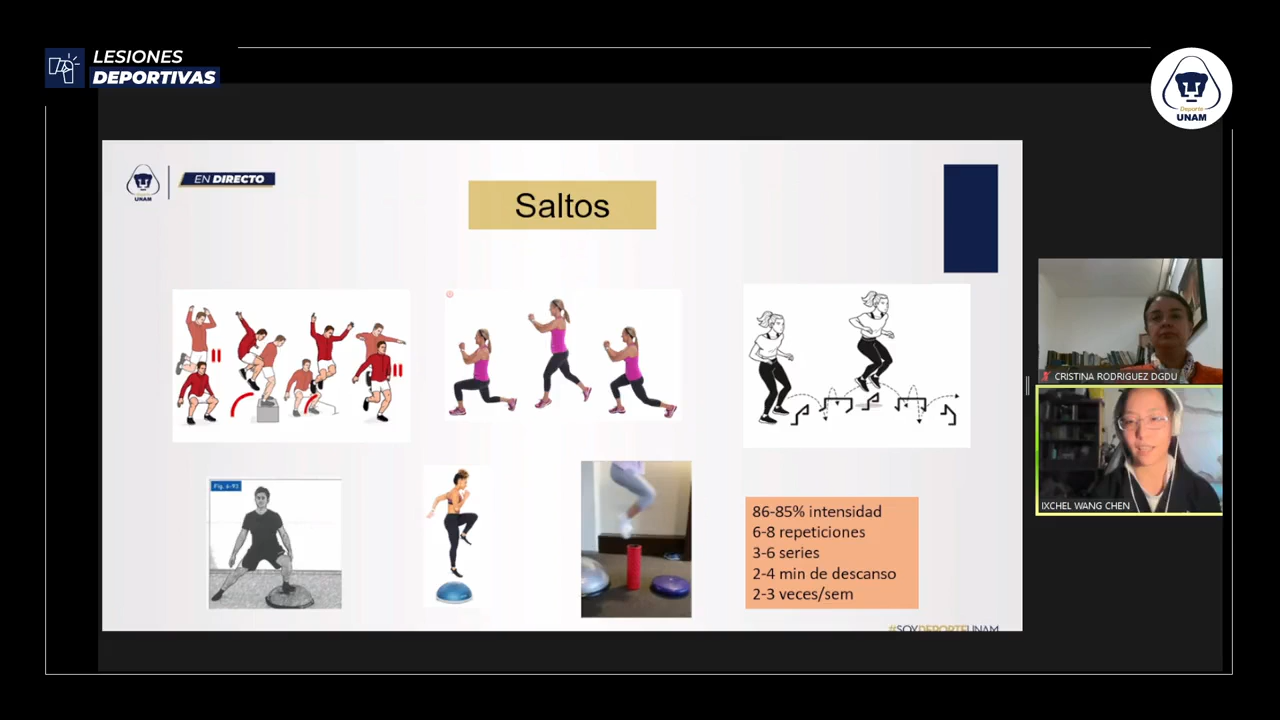 LESIONES
DEPORTIVAS
Deporte
UNAM
UNAM
EN DIRECTO
Saltos
Fig. 6-93
86-85% intensidad
6-8 repeticiones
3-6 series
2-4 min de descanso
2-3 veces/sem
#SOYDEPORTEUNAM
CRISTINA RODRIGUEZ DGDU
IXCHEL WANG CHEN